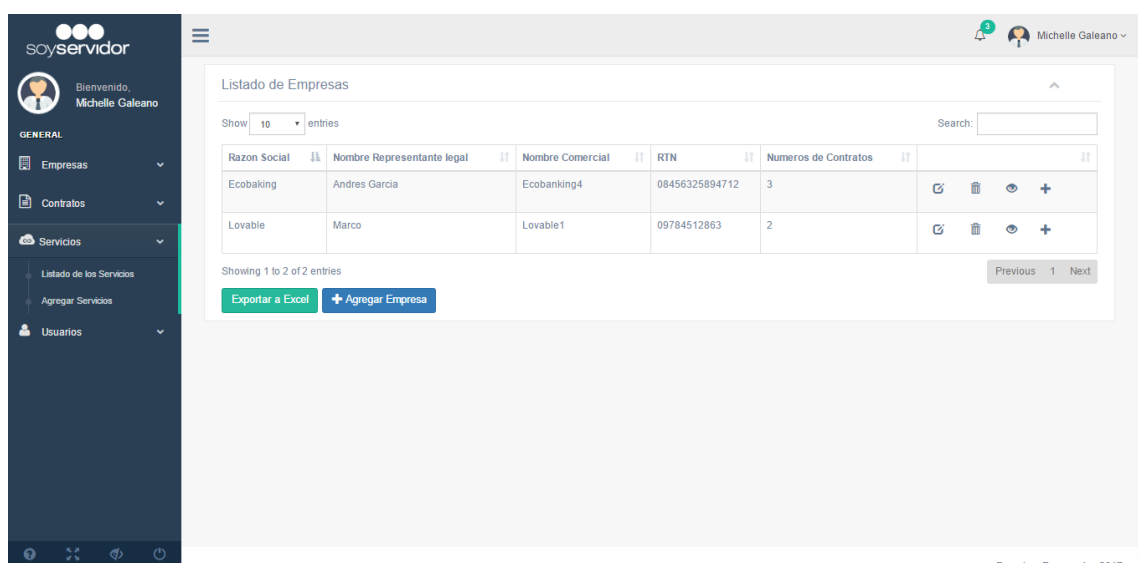 soyservidor
Bienvenido,
Michelle Galeano
GENERAL
Empresas
Contratos
Servicios
Listado de los Servicios
Agregar Servicios
Usuarios
3
Michelle Galeano
Listado de Empresas
Show 10 entries
Search:
Razon Social Nombre Representante legal Nombre Comercial RTN Numeros de Contratos
Ecobaking Andres Garcia Ecobanking4 08456325894712 3
Lovable Marco Lovable1 09784512863 2
Showing 1 to 2 of 2 entries
Previous 1 Next
Exportar a Excel
Agregar Empresa